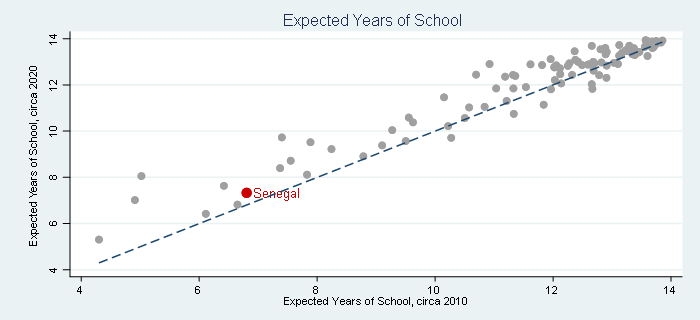 Expected Years of School
Expected Years of School, circa 2020
14
12
10
8
6
4
Senegal
4 6 8 10 12 14
Expected Years of School, circa 2010